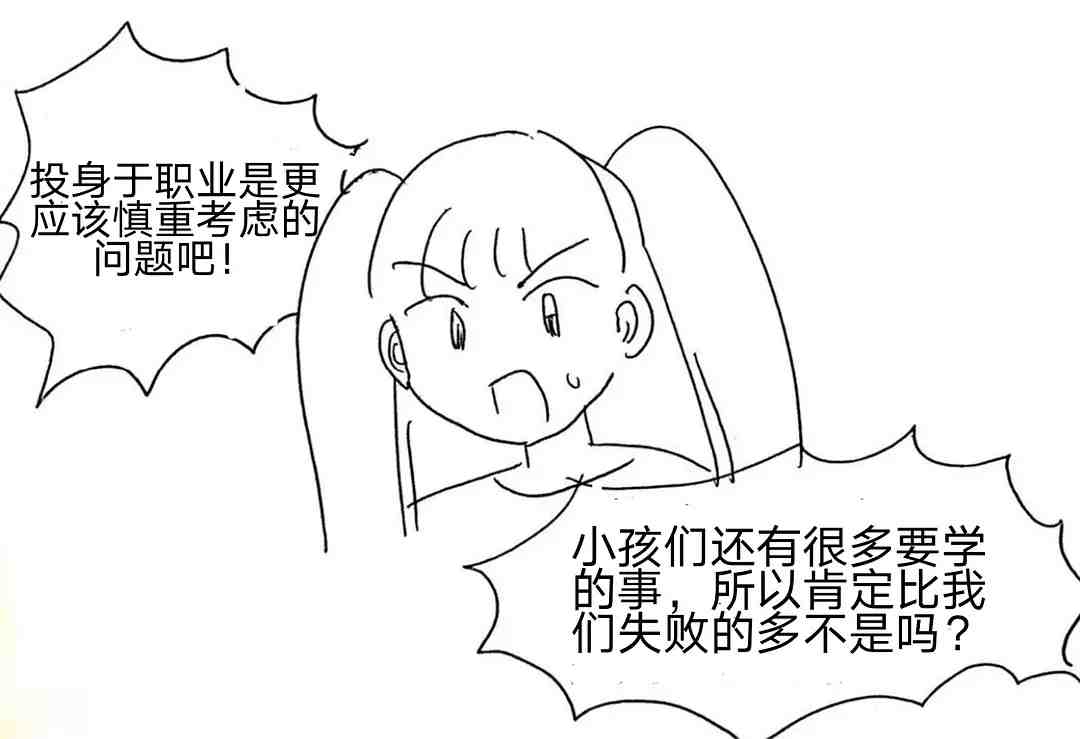 投身于职业是更
应该慎重考虑的
问题吧！
小孩们还有很多要学
的事，所以肯定比我
们失败的多不是吗？